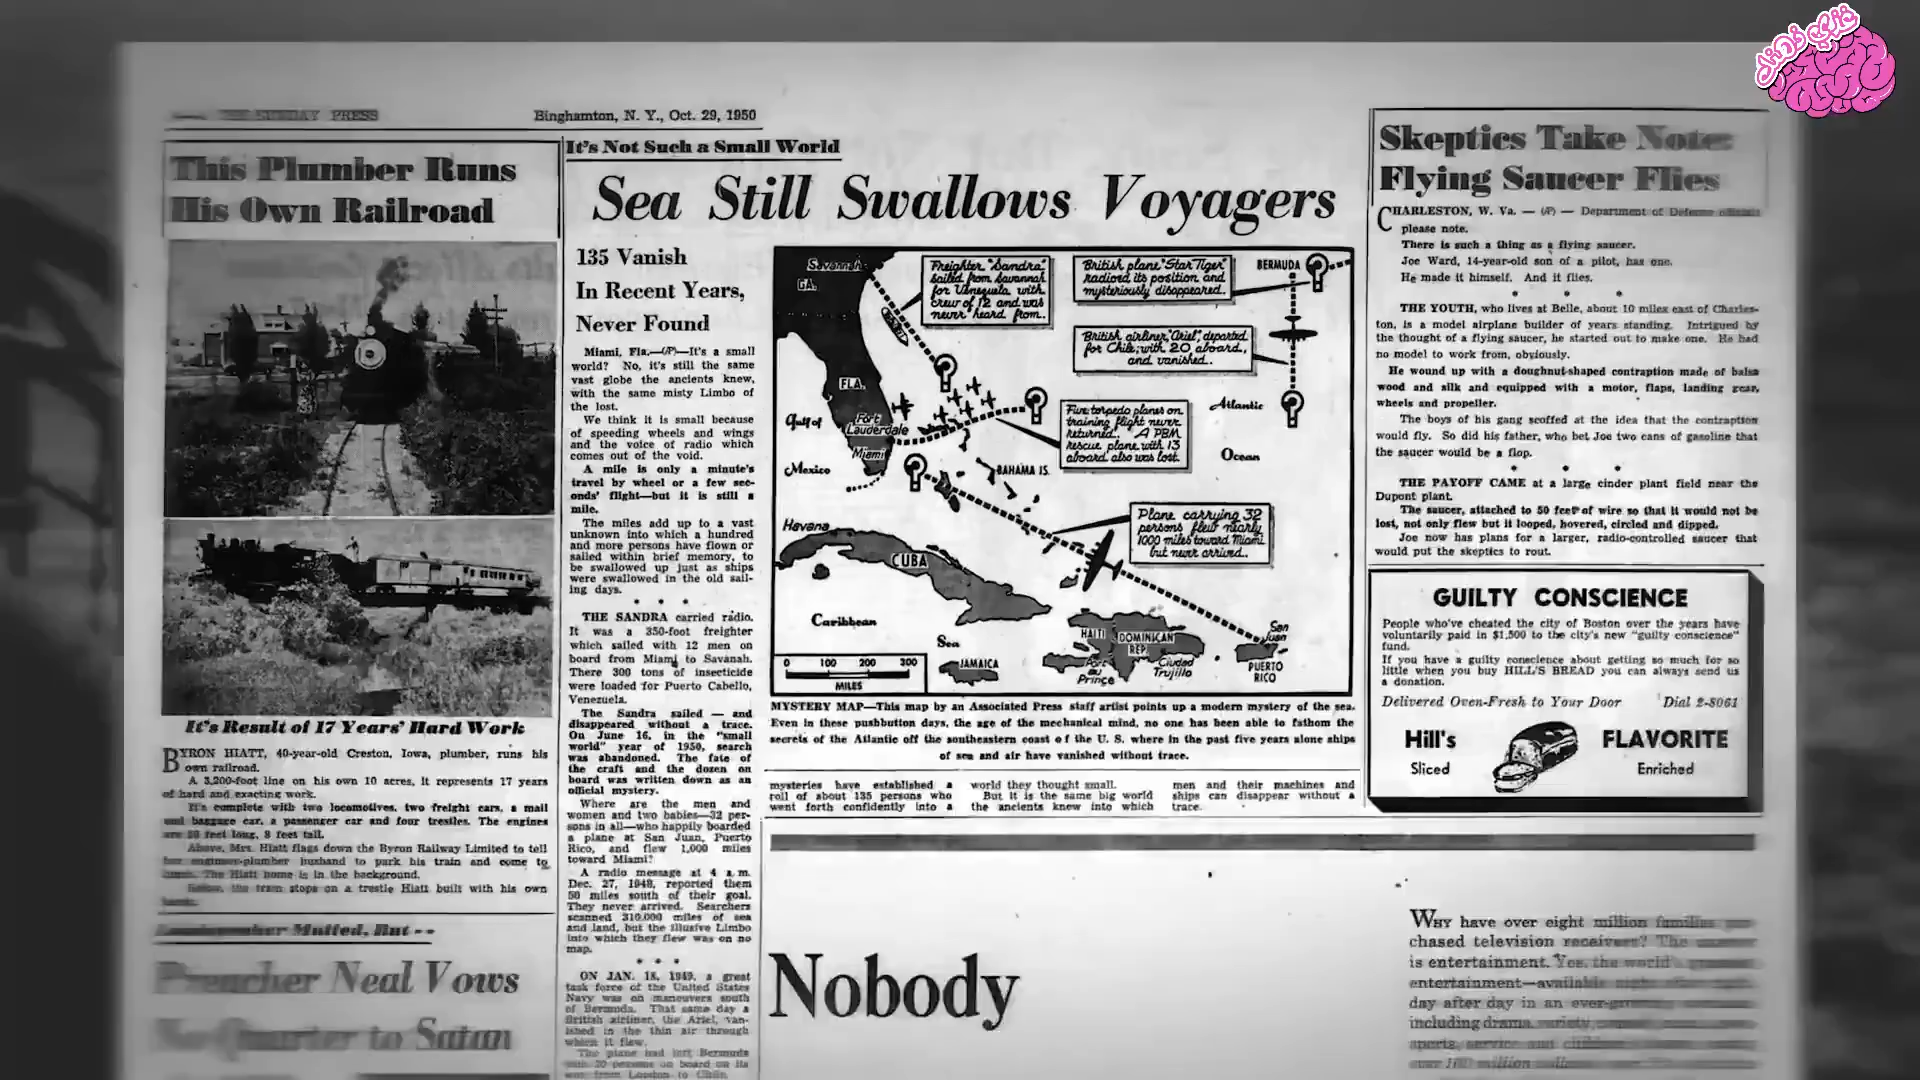 THE SUNDAY PRESS
Binghamton, N. Y., Oct. 29, 1950
This Plumber Runs
His Own Railroad
It's Result of 17 Years' Hard Work
BYRON HIATT, 40-year-old Creston, Iowa, plumber, runs his
own railroad.
A 3,200-foot line on his own 10 acres, it represents 17 years
of hard and exacting work.
It's complete with two locomotives, two freight cars, a mail
and baggage car, a passenger car and four trestles. The engines
are 20 feet long, 8 feet tall.
Above, Mrs. Hiatt flags down the Byron Railway Limited to tell
her engineer-plumber husband to park his train and come to
The Hiatt home is in the background.
Below, the train stops on a trestle Hiatt built with his own
Muffed, But --
Preacher Neal Vows
No Quarter to Satan
It's Not Such a Small World
Sea Still Swallows Voyagers
135 Vanish
In Recent Years,
Never Found
Miami, Fla.—(AP)—It's a small
world? No, it's still the same
vast globe the ancients knew,
with the same misty Limbo of
the lost.
We think it is small because
of speeding wheels and wings
and the voice of radio which
comes out of the void.
A mile is only a minute's
travel by wheel or a few sec-
onds' flight—but it is still a
mile.
The miles add up to a vast
unknown into which a hundred
and more persons have flown or
sailed within brief memory, to
be swallowed up just as ships
were swallowed in the old sail-
ing days.
* * *
THE SANDRA carried radio.
It was a 350-foot freighter
which sailed with 12 men on
board from Miami to Savanah.
There 300 tons of insecticide
were loaded for Puerto Cabello,
Venezuela.
The Sandra sailed — and
disappeared without a trace.
On June 16, in the "small
world" year of 1950, search
was abandoned. The fate of
the craft and the dozen on
board was written down as an
official mystery.
Where are the men and
women and two babies—32 per-
sons in all—who happily boarded
a plane at San Juan, Puerto
Rico, and flew 1,000 miles
toward Miami?
A radio message at 4 a.m.
Dec. 27, 1948, reported them
50 miles south of their goal.
They never arrived. Searchers
scanned 310,000 miles of sea
and land, but the illusive Limbo
into which they flew was on no
map.
* * *
ON JAN. 18, 1949, a great
task force of the United States
Navy was on maneuvers south
of Bermuda. That same day a
British airliner, the Ariel, van-
ished in the thin air through
which it flew.
The plane had left Bermuda
with 20 persons on board on its
way from London to Chile.
Savannah
GA.
Freighter "Sandra"
sailed from Savannah
for Venezuela with
crew of 12 and was
never heard from.
British plane "Star Tiger"
radioed its position and
mysteriously disappeared.
BERMUDA
British airliner, "Ariel," departed
for Chile, with 20 aboard,
and vanished.
FLA.
Gulf of
Mexico
Fort
Lauderdale
Miami
Five torpedo planes on
training flight never
returned. A PBM
rescue plane with 13
aboard also was lost.
Atlantic
Ocean
BAHAMA IS.
Plane carrying 32
persons flew nearly
1000 miles toward Miami
but never arrived.
Havana
CUBA
Caribbean
Sea
JAMAICA
HAITI
Port
au
Prince
DOMINICAN
REP.
Ciudad
Trujillo
San
Juan
PUERTO
RICO
0 100 200 300
MILES
MYSTERY MAP—This map by an Associated Press staff artist points up a modern mystery of the sea.
Even in these pushbutton days, the age of the mechanical mind, no one has been able to fathom the
secrets of the Atlantic off the southeastern coast of the U. S. where in the past five years alone ships
of sea and air have vanished without trace.
mysteries have established a
roll of about 135 persons who
went forth confidently into a
world they thought small.
But it is the same big world
the ancients knew into which
men and their machines and
ships can disappear without a
trace.
Nobody
Skeptics Take Note:
Flying Saucer Flies
CHARLESTON, W. Va. — (AP) — Department of Defense officials
please note.
There is such a thing as a flying saucer.
Joe Ward, 14-year-old son of a pilot, has one.
He made it himself. And it flies.
* * *
THE YOUTH, who lives at Belle, about 10 miles east of Charles-
ton, is a model airplane builder of years standing. Intrigued by
the thought of a flying saucer, he started out to make one. He had
no model to work from, obviously.
He wound up with a doughnut-shaped contraption made of balsa
wood and silk and equipped with a motor, flaps, landing gear,
wheels and propeller.
The boys of his gang scoffed at the idea that the contraption
would fly. So did his father, who bet Joe two cans of gasoline that
the saucer would be a flop.
* * *
THE PAYOFF CAME at a large cinder plant field near the
Dupont plant.
The saucer, attached to 50 feet of wire so that it would not be
lost, not only flew but it looped, hovered, circled and dipped.
Joe now has plans for a larger, radio-controlled saucer that
would put the skeptics to rout.
GUILTY CONSCIENCE
People who've cheated the city of Boston over the years have
voluntarily paid in $1,500 to the city's new "guilty conscience"
fund.
If you have a guilty conscience about getting so much for so
little when you buy HILL'S BREAD you can always send us
a donation.
Delivered Oven-Fresh to Your Door Dial 2-8061
Hill's
Sliced
FLAVORITE
Enriched
WHY have over eight million families
chased television receivers? The
is entertainment. Yes, the world's
entertainment—available
day after day in an
including drama, variety,
sports, service and
over 100 million